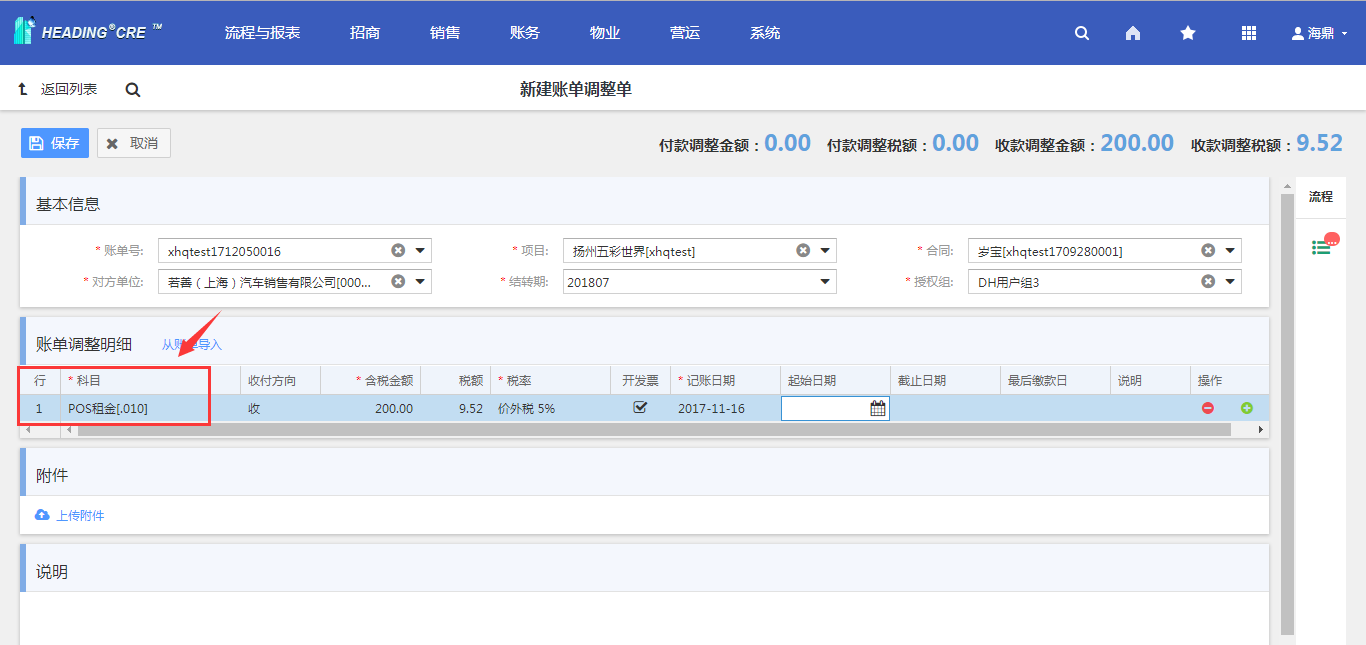 HEADING®CRE ™ 流程与报表 招商 销售 账务 物业 营运 系统 海鼎
返回列表 新建账单调整单
保存 取消 付款调整金额：0.00 付款调整税额：0.00 收款调整金额：200.00 收款调整税额：9.52
基本信息 流程
* 账单号: xhqtest1712050016 * 项目: 扬州五彩世界[xhqtest] * 合同: 岁宝[xhqtest1709280001]
* 对方单位: 若善（上海）汽车销售有限公司[000... * 结转期: 201807 * 授权组: DH用户组3
账单调整明细 从账单导入
行 * 科目 收付方向 * 含税金额 税额 * 税率 开发票 * 记账日期 起始日期 截止日期 最后缴款日 说明 操作
1 POS租金[.010] 收 200.00 9.52 价外税 5% 2017-11-16
附件
上传附件
说明